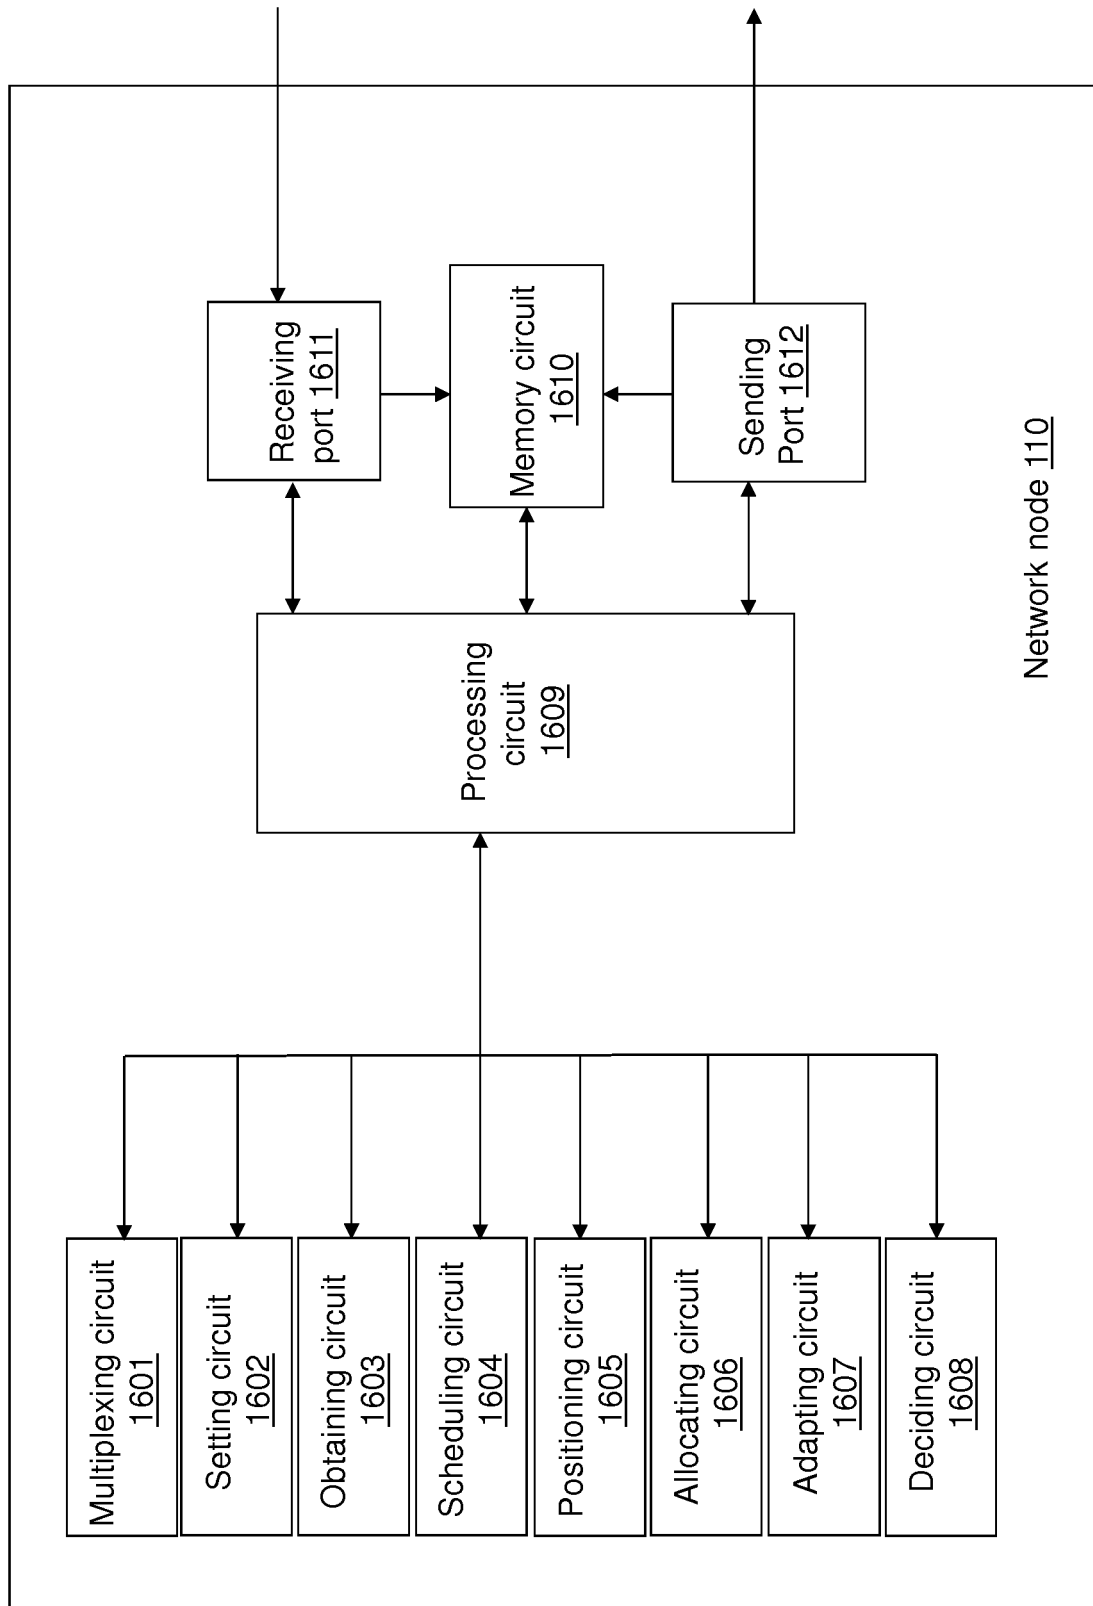 Multiplexing circuit
1601
Setting circuit
1602
Obtaining circuit
1603
Scheduling circuit
1604
Positioning circuit
1605
Allocating circuit
1606
Adapting circuit
1607
Deciding circuit
1608
Processing
circuit
1609
Receiving
port 1611
Memory circuit
1610
Sending
Port 1612
Network node 110